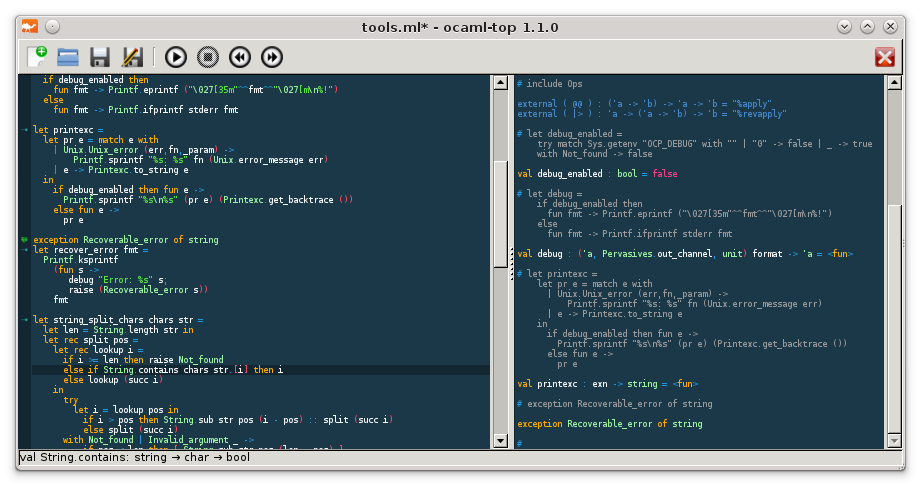 tools.ml* - ocaml-top 1.1.0
if debug_enabled then
fun fmt -> Printf.eprintf ("\027[35m"^^fmt^^"\027[m\n%!")
else
fun fmt -> Printf.ifprintf stderr fmt
let printexc =
let pr e = match e with
| Unix.Unix_error (err,fn,_param) ->
Printf.sprintf "%s: %s" fn (Unix.error_message err)
| e -> Printexc.to_string e
in
if debug_enabled then fun e ->
Printf.sprintf "%s\n%s" (pr e) (Printexc.get_backtrace ())
else fun e ->
pr e
exception Recoverable_error of string
let recover_error fmt =
Printf.ksprintf
(fun s ->
debug "Error: %s" s;
raise (Recoverable_error s))
fmt
let string_split_chars chars str =
let len = String.length str in
let rec split pos =
let rec lookup i =
if i >= len then raise Not_found
else if String.contains chars str.[i] then i
else lookup (succ i)
in
try
let i = lookup pos in
if i > pos then String.sub str pos (i - pos) :: split (succ i)
else split (succ i)
with Not_found | Invalid_argument _ ->
if pos < len then [ String.sub str pos (len - pos) ]
# include Ops
external ( @@ ) : ('a -> 'b) -> 'a -> 'b = "%apply"
external ( |> ) : 'a -> ('a -> 'b) -> 'b = "%revapply"
# let debug_enabled =
try match Sys.getenv "OCP_DEBUG" with "" | "0" -> false | _ -> true
with Not_found -> false
val debug_enabled : bool = false
# let debug =
if debug_enabled then
fun fmt -> Printf.eprintf ("\027[35m"^^fmt^^"\027[m\n%!")
else
fun fmt -> Printf.ifprintf stderr fmt
val debug : ('a, Pervasives.out_channel, unit) format -> 'a = <fun>
# let printexc =
let pr e = match e with
| Unix.Unix_error (err,fn,_param) ->
Printf.sprintf "%s: %s" fn (Unix.error_message err)
| e -> Printexc.to_string e
in
if debug_enabled then fun e ->
Printf.sprintf "%s\n%s" (pr e) (Printexc.get_backtrace ())
else fun e ->
pr e
val printexc : exn -> string = <fun>
# exception Recoverable_error of string
exception Recoverable_error of string
#
val String.contains: string → char → bool